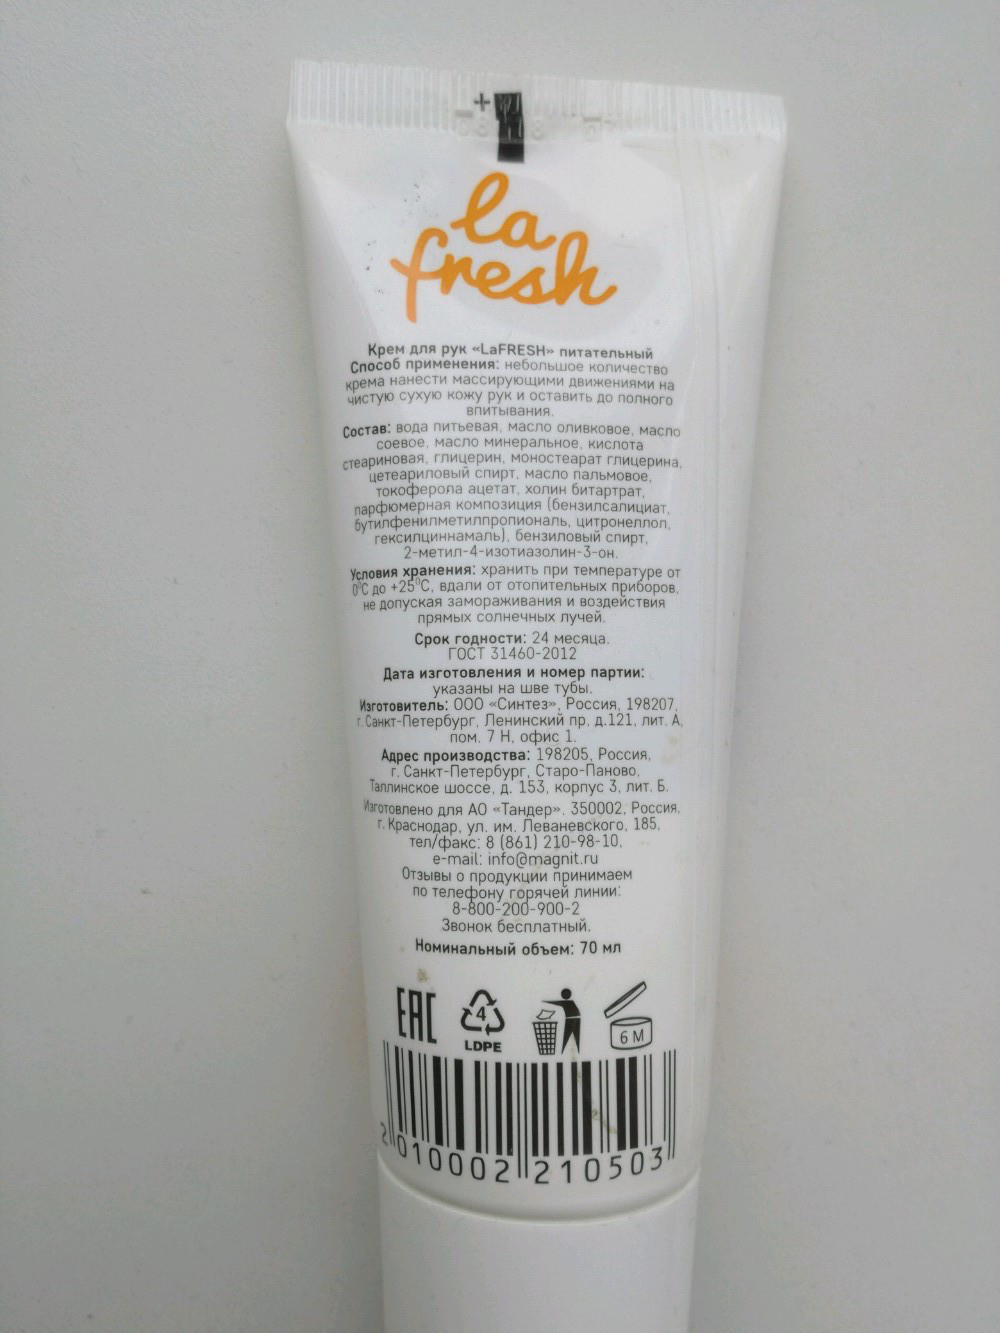 la
fresh
Крем для рук «LaFRESH» питательный
Способ применения: небольшое количество
крема нанести массирующими движениями на
чистую сухую кожу рук и оставить до полного
впитывания.
Состав: вода питьевая, масло оливковое, масло
соевое, масло минеральное, кислота
стеариновая, глицерин, моностеарат глицерина,
цетеариловый спирт, масло пальмовое,
токоферола ацетат, холин битартрат,
парфюмерная композиция (бензилсалициат,
бутилфенилметилпропиональ, цитронеллол,
гексилциннамаль), бензиловый спирт,
2-метил-4-изотиазолин-3-он.
Условия хранения: хранить при температуре от
0⁰С до +25⁰С, вдали от отопительных приборов,
не допуская замораживания и воздействия
прямых солнечных лучей.
Срок годности: 24 месяца.
ГОСТ 31460-2012
Дата изготовления и номер партии:
указаны на шве тубы.
Изготовитель: ООО «Синтез», Россия, 198207,
г. Санкт-Петербург, Ленинский пр. д.121, лит. А,
пом. 7 Н, офис 1.
Адрес производства: 198205, Россия,
г. Санкт-Петербург, Старо-Паново,
Таллинское шоссе, д. 153, корпус 3, лит. Б.
Изготовлено для АО «Тандер». 350002, Россия,
г. Краснодар, ул. им. Леваневского, 185,
тел/факс: 8 (861) 210-98-10,
e-mail: info@magnit.ru
Отзывы о продукции принимаем
по телефону горячей линии:
8-800-200-900-2
Звонок бесплатный.
Номинальный объем: 70 мл
EAC
4
LDPE
6 M
2 010002 210503